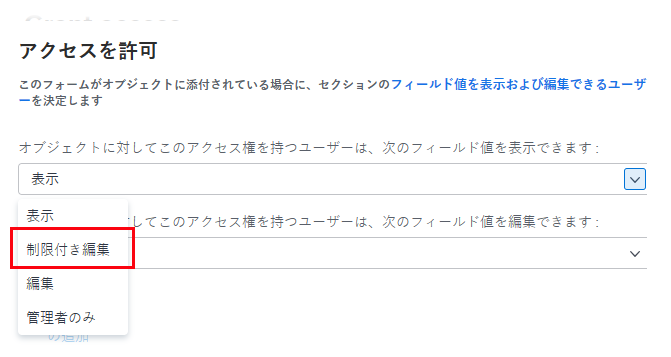 アクセスを許可
このフォームがオブジェクトに添付されている場合に、セクションのフィールド値を表示および編集できるユーザ
ーを決定します
オブジェクトに対してこのアクセス権を持つユーザーは、次のフィールド値を表示できます :
表示
表示
対してこのアクセス権を持つユーザーは、次のフィールド値を編集できます :
制限付き編集
編集
管理者のみ
の追加